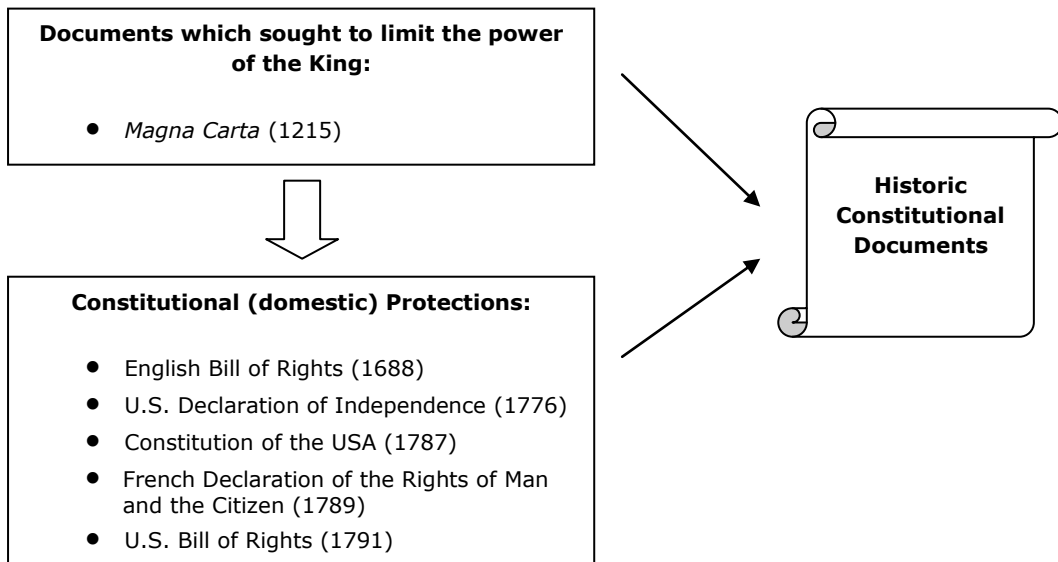 Documents which sought to limit the power
of the King:
● Magna Carta (1215)
Historic
Constitutional
Documents
Constitutional (domestic) Protections:
● English Bill of Rights (1688)
● U.S. Declaration of Independence (1776)
● Constitution of the USA (1787)
● French Declaration of the Rights of Man
and the Citizen (1789)
● U.S. Bill of Rights (1791)